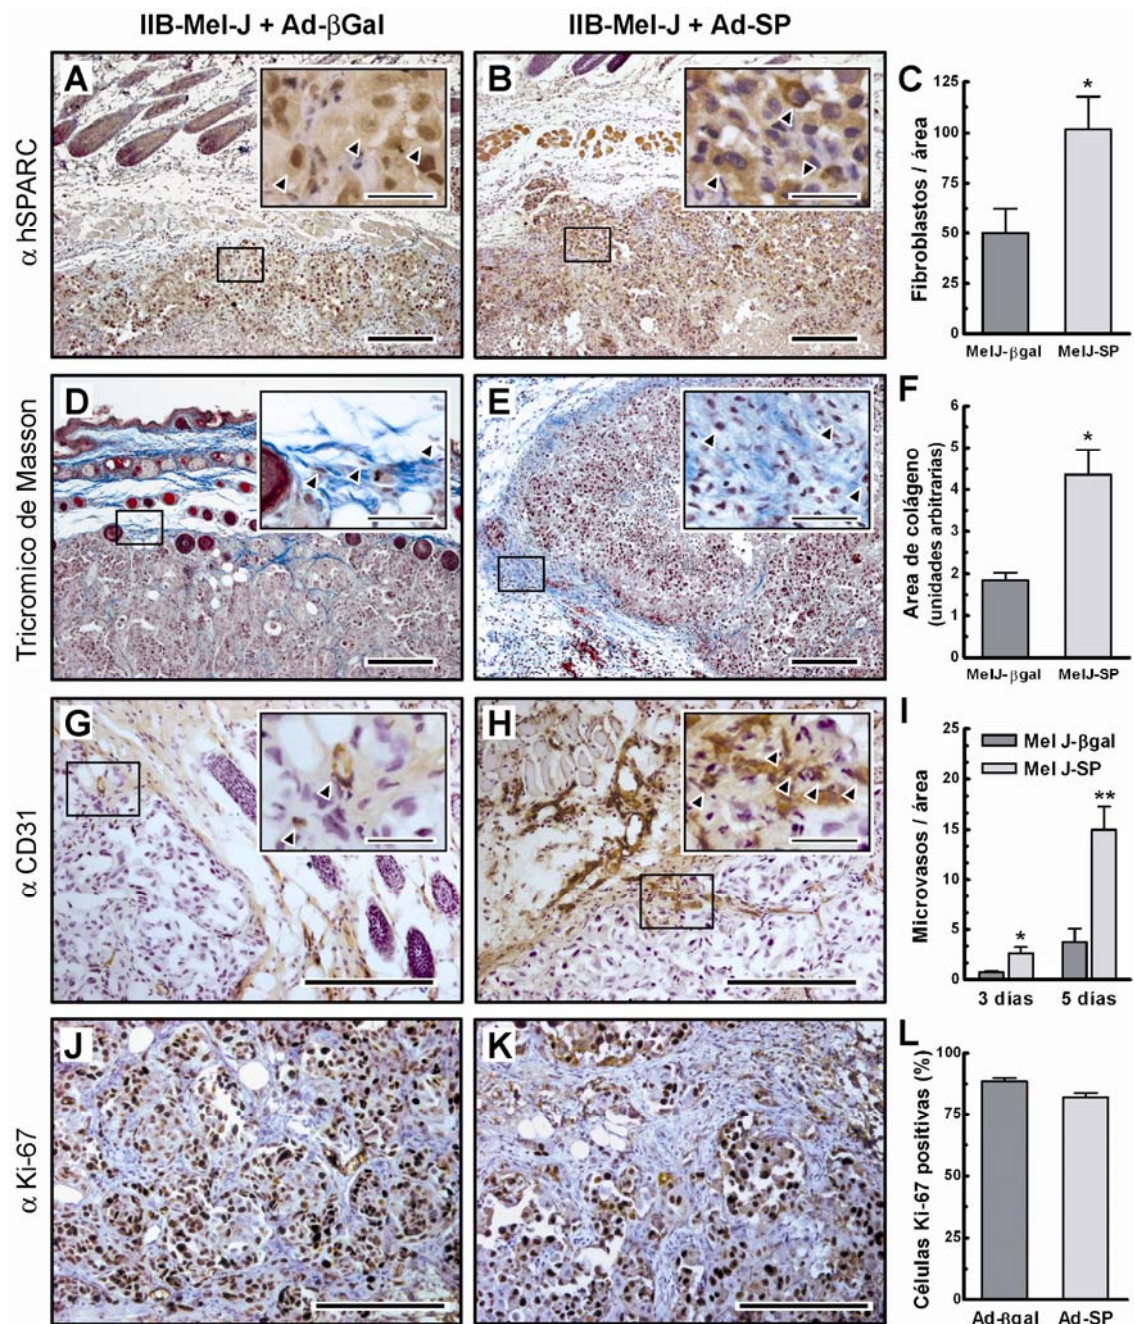 IIB-Mel-J + Ad-βGal
IIB-Mel-J + Ad-SP
α hSPARC
A
B
C
Fibroblastos / área
125
100
75
50
25
0
MelJ-βgal
MelJ-SP
*
Tricromico de Masson
D
E
F
Area de colágeno
(unidades arbitrarias)
6
4
2
0
MelJ-βgal
MelJ-SP
*
α CD31
G
H
I
Microvasos / área
25
20
15
10
5
0
Mel J-βgal
Mel J-SP
*
**
3 días
5 días
α Ki-67
J
K
L
Células Ki-67 positivas (%)
100
75
50
25
0
Ad-βgal
Ad-SP